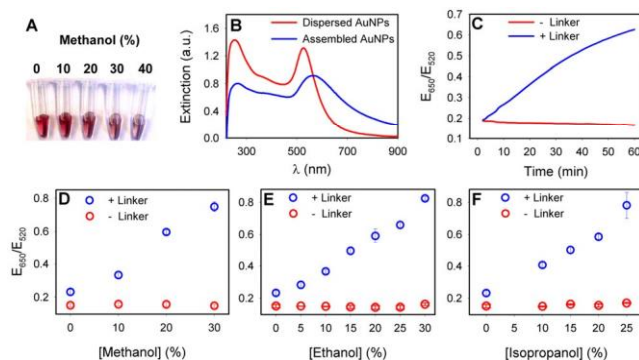 A
Methanol (%)
0 10 20 30 40
B
Dispersed AuNPs
Assembled AuNPs
Extinction (a.u.)
1.5
1.0
0.5
0.0
300 500 700 900
λ (nm)
C
- Linker
+ Linker
E650/E520
0.7
0.6
0.5
0.4
0.3
0.2
0.1
0 10 20 30 40 50 60
Time (min)
D
+ Linker
- Linker
E650/E520
0.8
0.6
0.4
0.2
0 10 20 30
[Methanol] (%)
E
+ Linker
- Linker
0.8
0.6
0.4
0.2
0 5 10 15 20 25 30
[Ethanol] (%)
F
+ Linker
- Linker
0.8
0.6
0.4
0.2
0 5 10 15 20 25
[Isopropanol] (%)